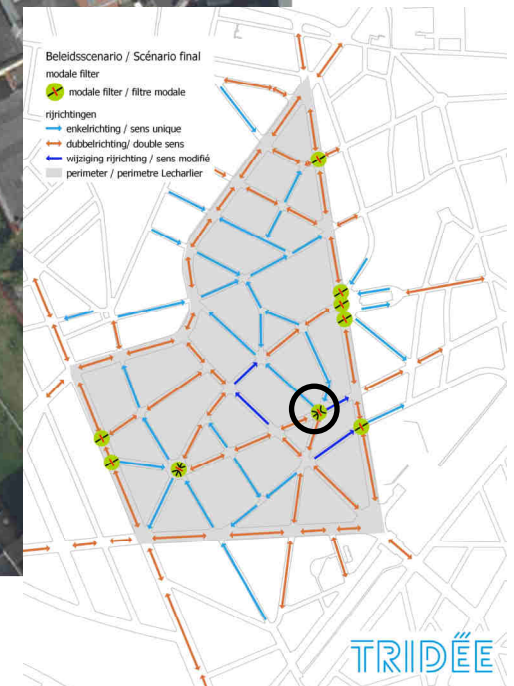 Beleidsscenario / Scénario final
modale filter
modale filter / filtre modale
rijrichtingen
enkelrichting / sens unique
dubbelrichting/ double sens
wijziging rijrichting / sens modifié
perimeter / perimetre Lecharlier
TRIDËE